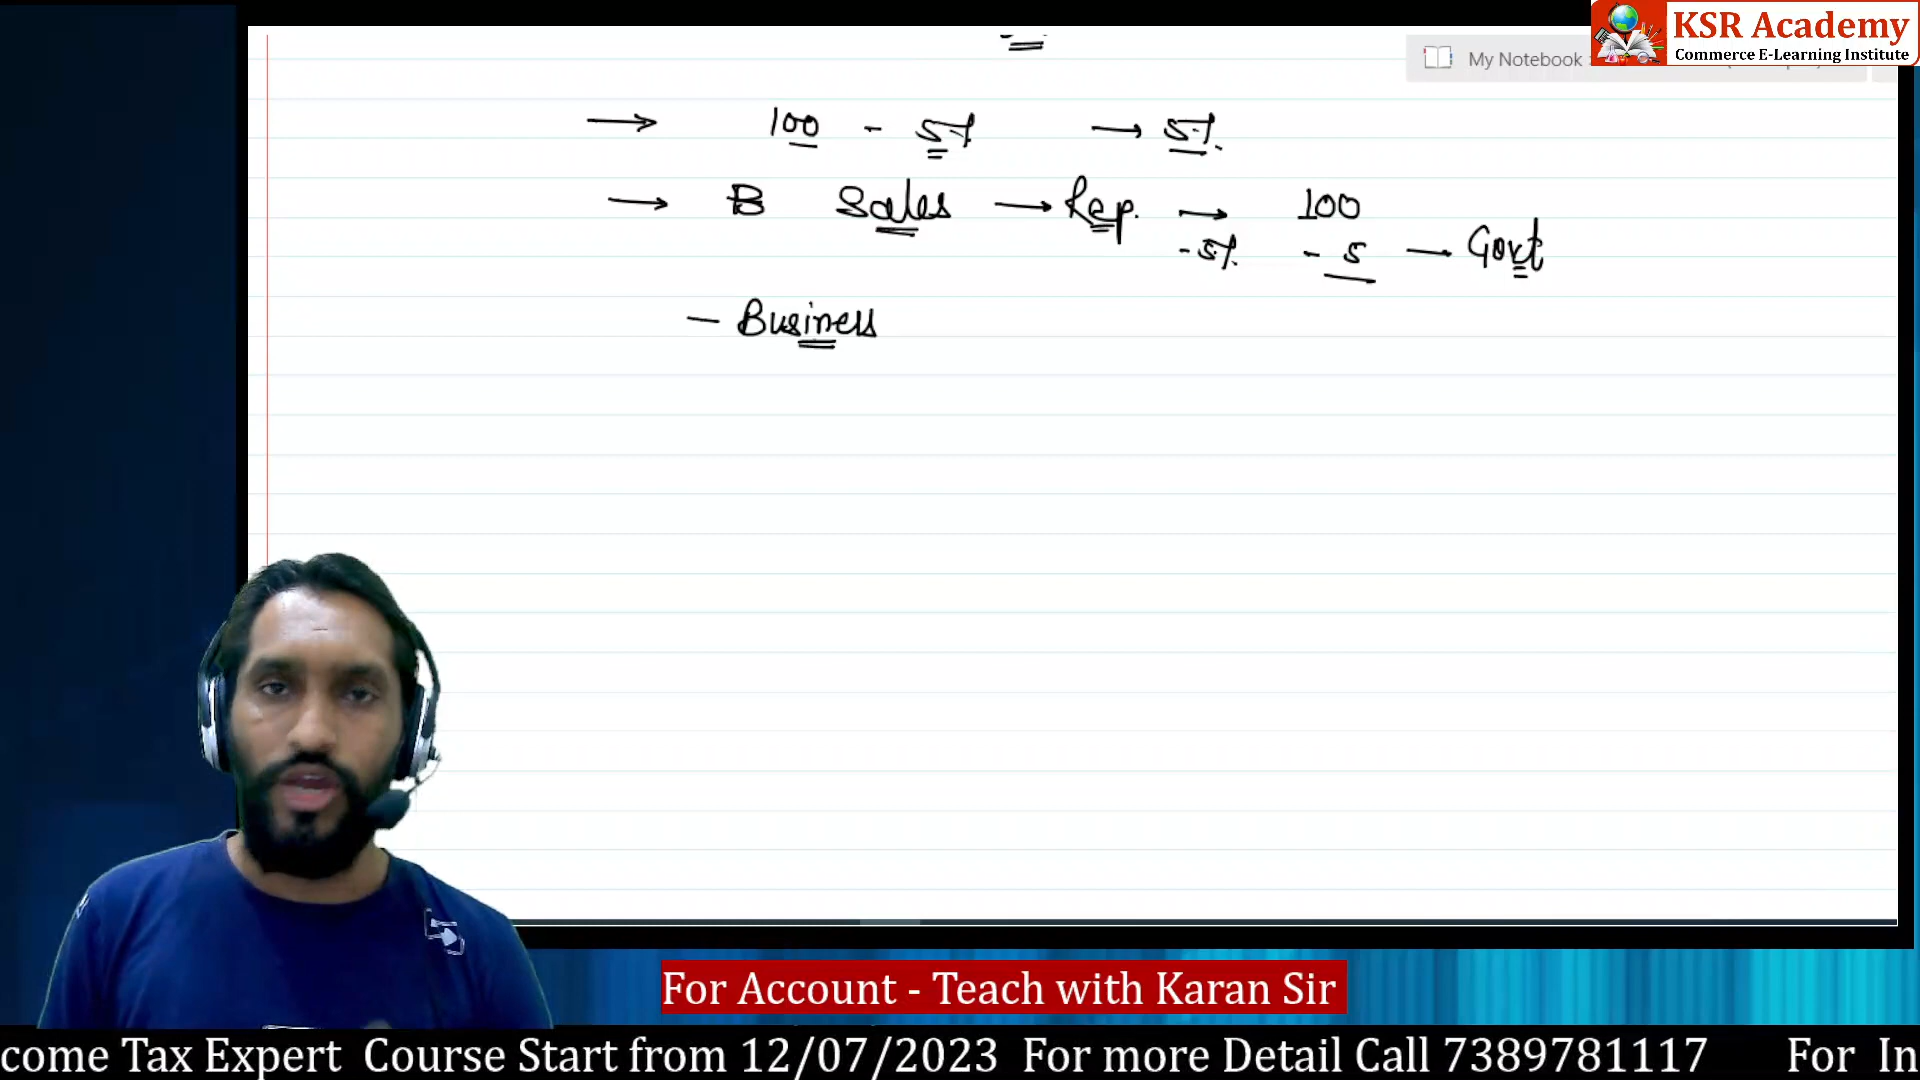 KSR Academy
Commerce E-Learning Institute
My Notebook
→ 100 - 5% → 5%.
→ B Sales → Rep. → 100
- 5%. - 5 — Govt
— Business
For Account - Teach with Karan Sir
come Tax Expert Course Start from 12/07/2023 For more Detail Call 7389781117 For In